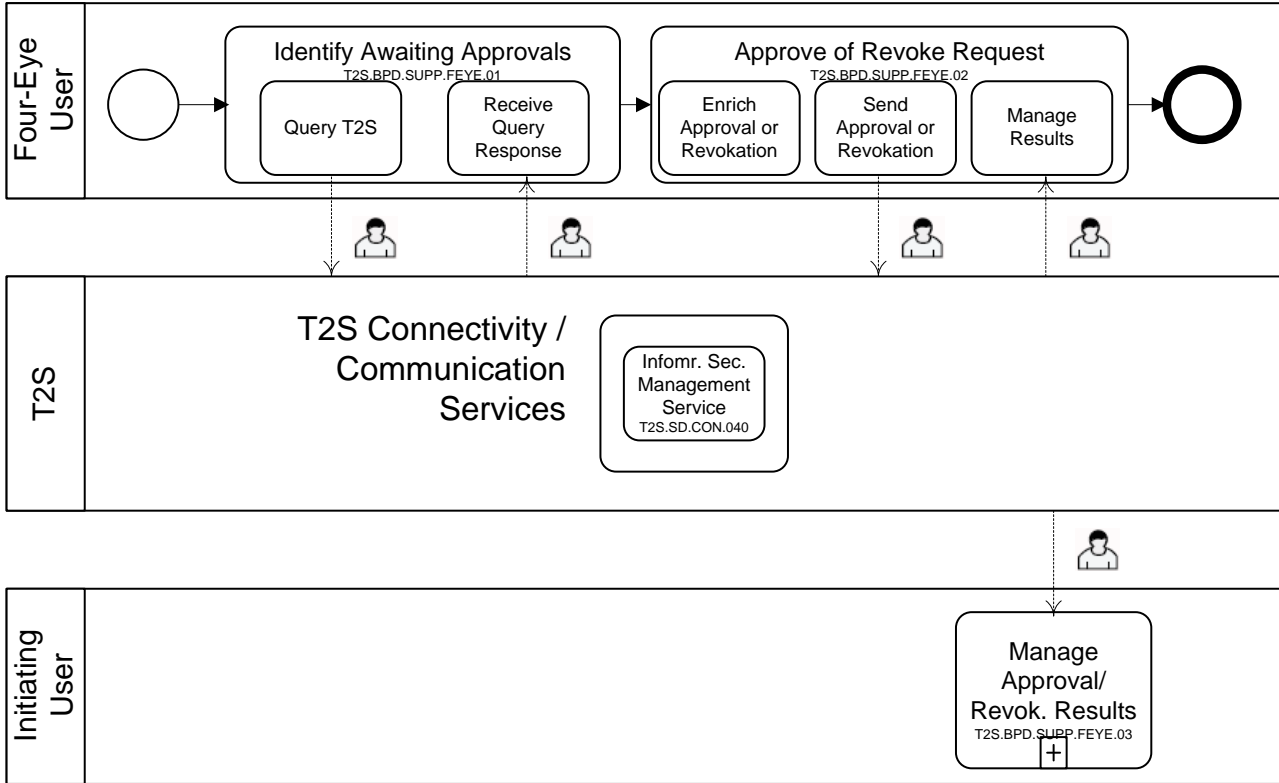 Four-Eye
User
Identify Awaiting Approvals
T2S.BPD.SUPP.FEYE.01
Query T2S
Receive
Query
Response
Approve of Revoke Request
T2S.BPD.SUPP.FEYE.02
Enrich
Approval or
Revokation
Send
Approval or
Revokation
Manage
Results
T2S
T2S Connectivity /
Communication
Services
Infomr. Sec.
Management
Service
T2S.SD.CON.040
Initiating
User
Manage
Approval/
Revok. Results
T2S.BPD.SUPP.FEYE.03
+